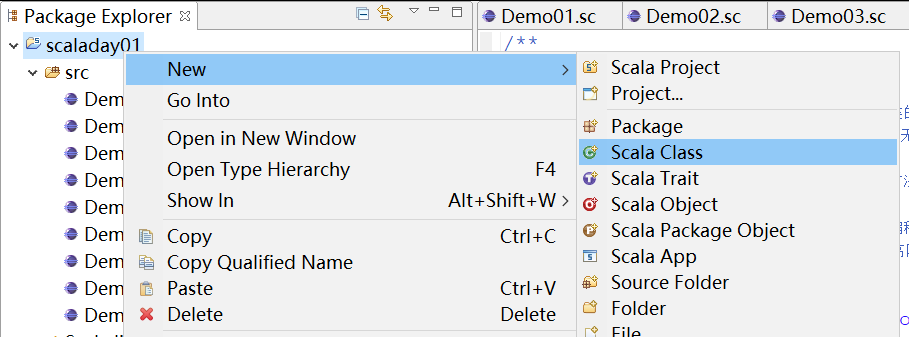 Package Explorer
Demo01.sc
Demo02.sc
Demo03.sc
scaladay01
/**
src
Dem
Dem
Dem
Dem
Dem
Dem
Dem
Dem
Dem
New
Go Into
Open in New Window
Open Type Hierarchy F4
Show In Alt+Shift+W
Copy Ctrl+C
Copy Qualified Name
Paste Ctrl+V
Delete Delete
Scala Project
Project...
Package
Scala Class
Scala Trait
Scala Object
Scala Package Object
Scala App
Source Folder
Folder
File